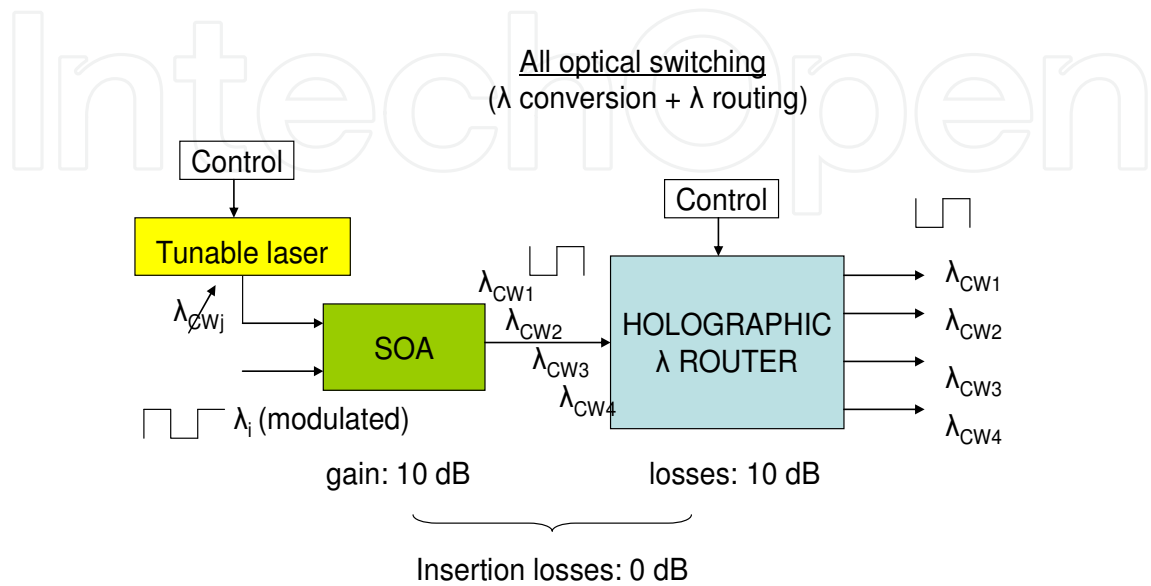 IntechOpen
All optical switching
(λ conversion + λ routing)
Control
Control
Tunable laser
λCWj
SOA
λi (modulated)
gain: 10 dB
λCW1
λCW2
λCW3
λCW4
HOLOGRAPHIC
λ ROUTER
losses: 10 dB
λCW1
λCW2
λCW3
λCW4
Insertion losses: 0 dB